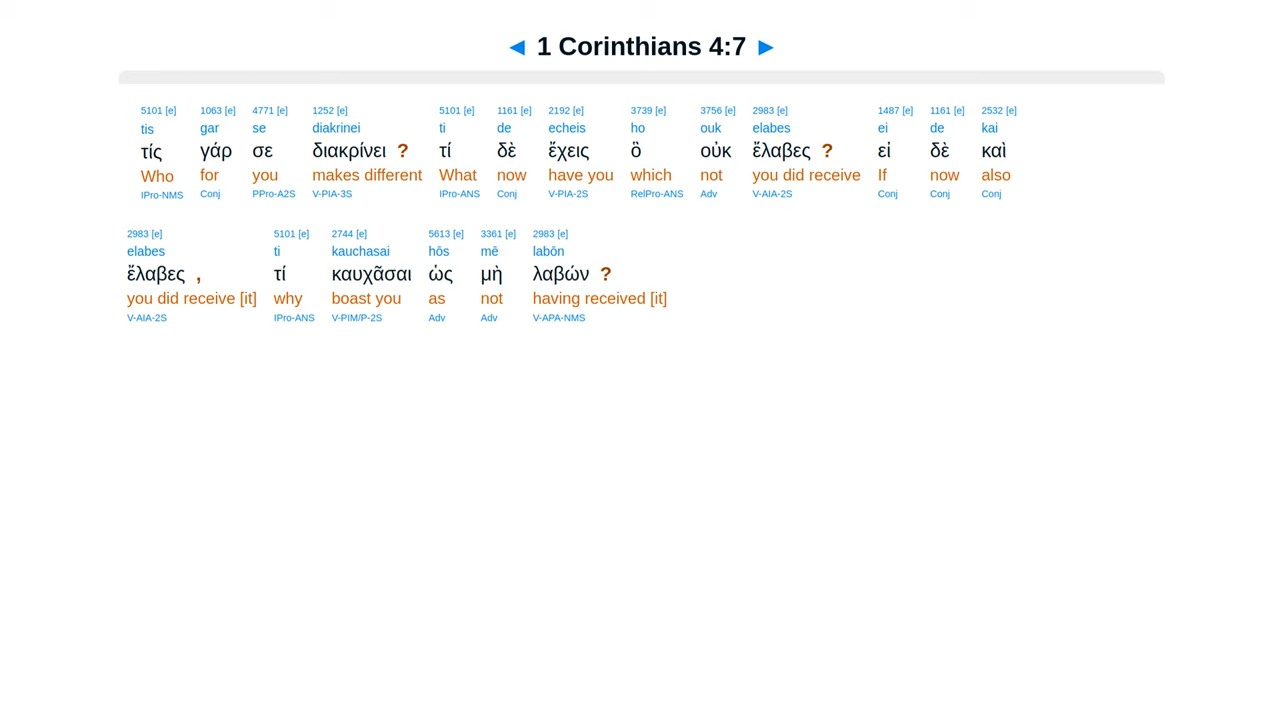 ◄ 1 Corinthians 4:7 ►
5101 [e] 1063 [e] 4771 [e] 1252 [e] 5101 [e] 1161 [e] 2192 [e] 3739 [e] 3756 [e] 2983 [e] 1487 [e] 1161 [e] 2532 [e]
tis gar se diakrinei ti de echeis ho ouk elabes ei de kai
τίς γάρ σε διακρίνει ? τί δὲ ἔχεις ὃ οὐκ ἔλαβες ? εἰ δὲ καὶ
Who for you makes different What now have you which not you did receive If now also
IPro-NMS Conj PPro-A2S V-PIA-3S IPro-ANS Conj V-PIA-2S RelPro-ANS Adv V-AIA-2S Conj Conj Conj
2983 [e] 5101 [e] 2744 [e] 5613 [e] 3361 [e] 2983 [e]
elabes ti kauchasai hōs mē labōn
ἔλαβες , τί καυχᾶσαι ὡς μὴ λαβών ?
you did receive [it] why boast you as not having received [it]
V-AIA-2S IPro-ANS V-PIM/P-2S Adv Adv V-APA-NMS